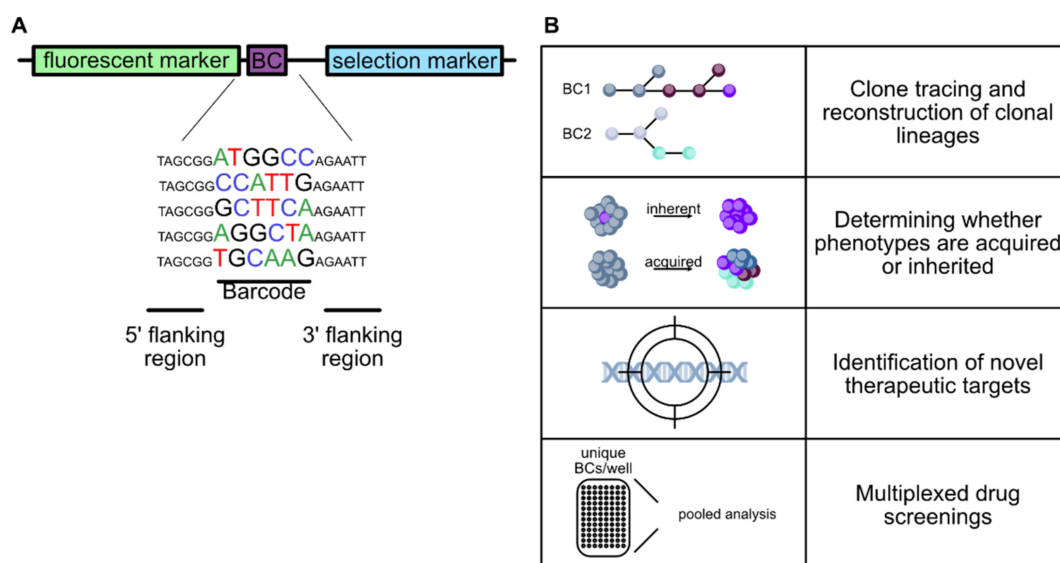 A
fluorescent marker
BC
selection marker
TAGCGGATGGCCAGAATT
TAGCGGCCATTGAGAATT
TAGCGGGCTTCAAGAATT
TAGCGGAGGCTAAGAATT
TAGCGGTGCAAGAGAATT
Barcode
5' flanking
region
3' flanking
region
B
BC1
BC2
Clone tracing and
reconstruction of clonal
lineages
inherent
acquired
Determining whether
phenotypes are acquired
or inherited
Identification of novel
therapeutic targets
unique
BCs/well
pooled analysis
Multiplexed drug
screenings